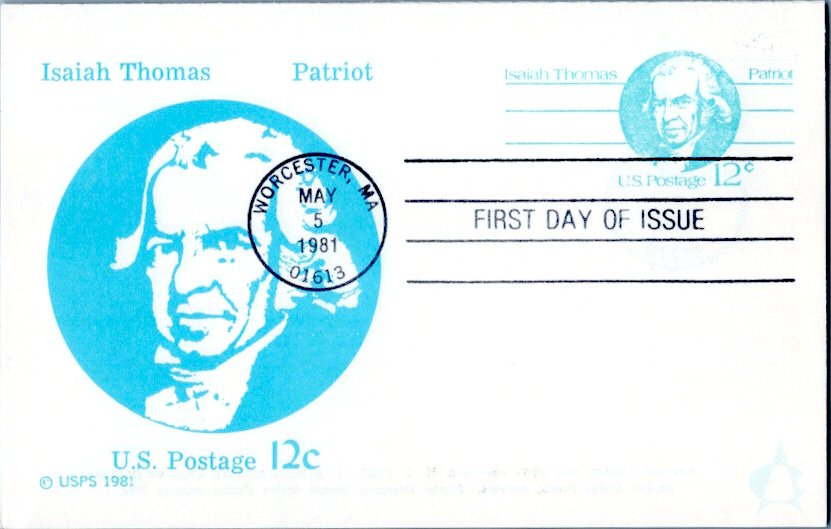 Isaiah Thomas Patriot
Isaiah Thomas Patriot
U.S. Postage 12¢
WORCESTER, MA
MAY
5
1981
01613
FIRST DAY OF ISSUE
U.S. Postage 12c
© USPS 1981